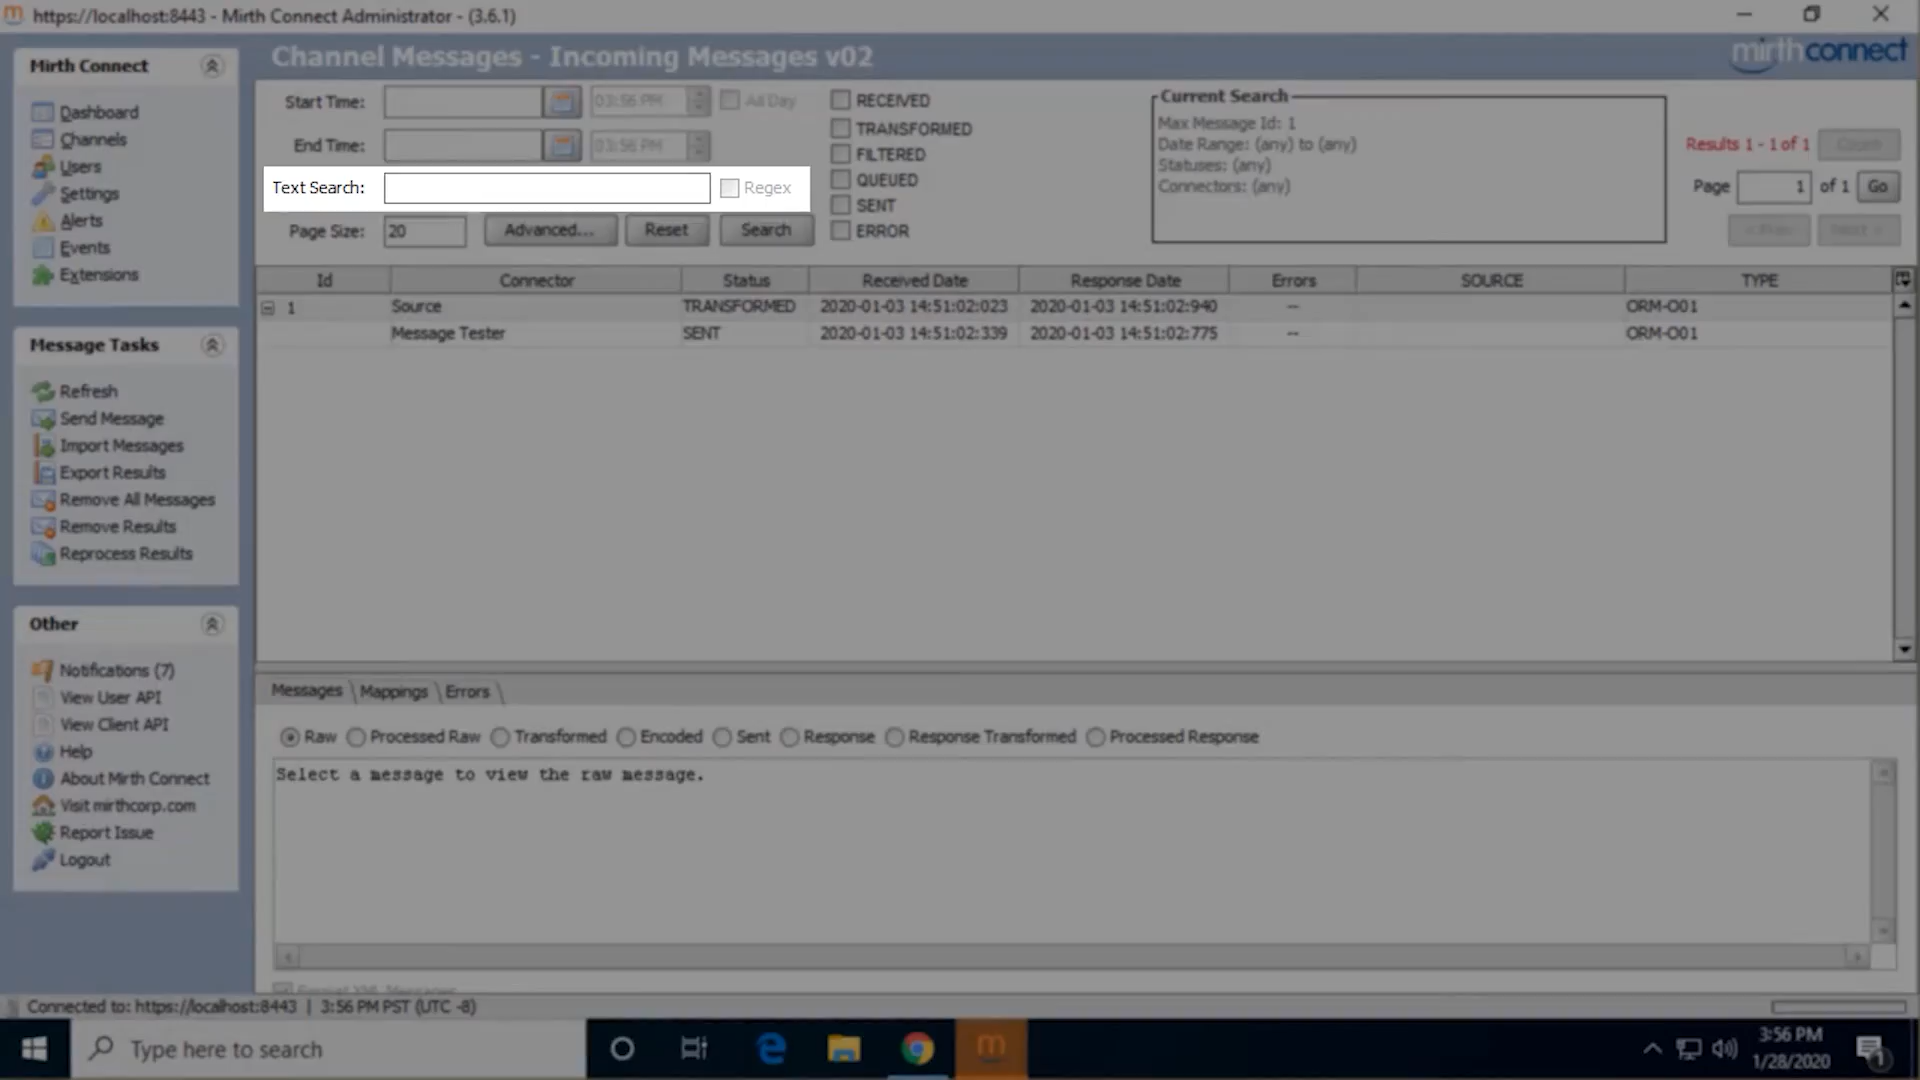 https://localhost:8443 - Mirth Connect Administrator - (3.6.1)
Mirth Connect
Dashboard
Channels
Users
Settings
Alerts
Events
Extensions
Message Tasks
Refresh
Send Message
Import Messages
Export Results
Remove All Messages
Remove Results
Reprocess Results
Other
Notifications (7)
View User API
View Client API
Help
About Mirth Connect
Visit mirthcorp.com
Report Issue
Logout
Channel Messages - Incoming Messages v02
mirthconnect
Start Time: 03:56 PM All Day
End Time: 03:56 PM
Text Search: Regex
Page Size: 20 Advanced... Reset Search
RECEIVED
TRANSFORMED
FILTERED
QUEUED
SENT
ERROR
Current Search
Max Message Id: 1
Date Range: (any) to (any)
Statuses: (any)
Connectors: (any)
Results 1 - 1 of 1 Count
Page 1 of 1 Go
< Prev Next >
Id Connector Status Received Date Response Date Errors SOURCE TYPE
1 Source TRANSFORMED 2020-01-03 14:51:02:023 2020-01-03 14:51:02:940 -- ORM-O01
Message Tester SENT 2020-01-03 14:51:02:339 2020-01-03 14:51:02:775 -- ORM-O01
Messages Mappings Errors
Raw Processed Raw Transformed Encoded Sent Response Response Transformed Processed Response
Select a message to view the raw message.
Format XML Messages
Connected to: https://localhost:8443 | 3:56 PM PST (UTC -8)
Type here to search
3:56 PM
1/28/2020
1